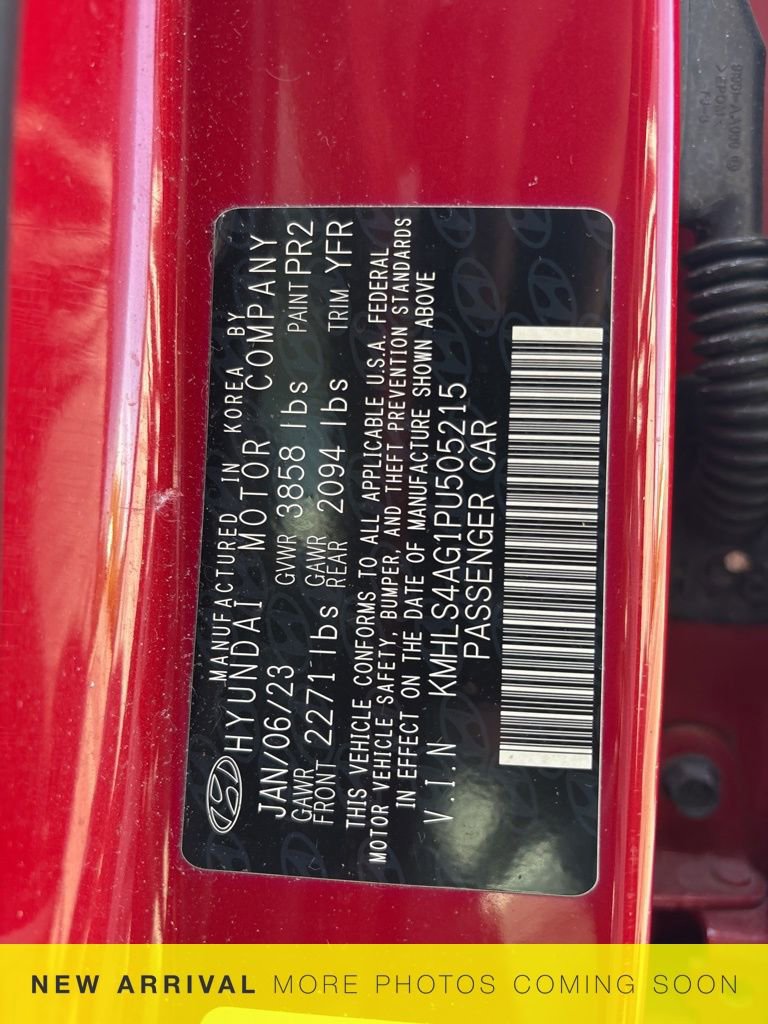 MANUFACTURED IN KOREA BY
HYUNDAI MOTOR COMPANY
JAN/06/23 GVWR 3858 lbs PAINT PR2
GAWR FRONT 2271 lbs GAWR REAR 2094 lbs TRIM YFR
THIS VEHICLE CONFORMS TO ALL APPLICABLE U.S.A. FEDERAL
MOTOR VEHICLE SAFETY, BUMPER, AND THEFT PREVENTION STANDARDS
IN EFFECT ON THE DATE OF MANUFACTURE SHOWN ABOVE
V.I.N KMHLS4AG1PU505215
PASSENGER CAR
NEW ARRIVAL MORE PHOTOS COMING SOON